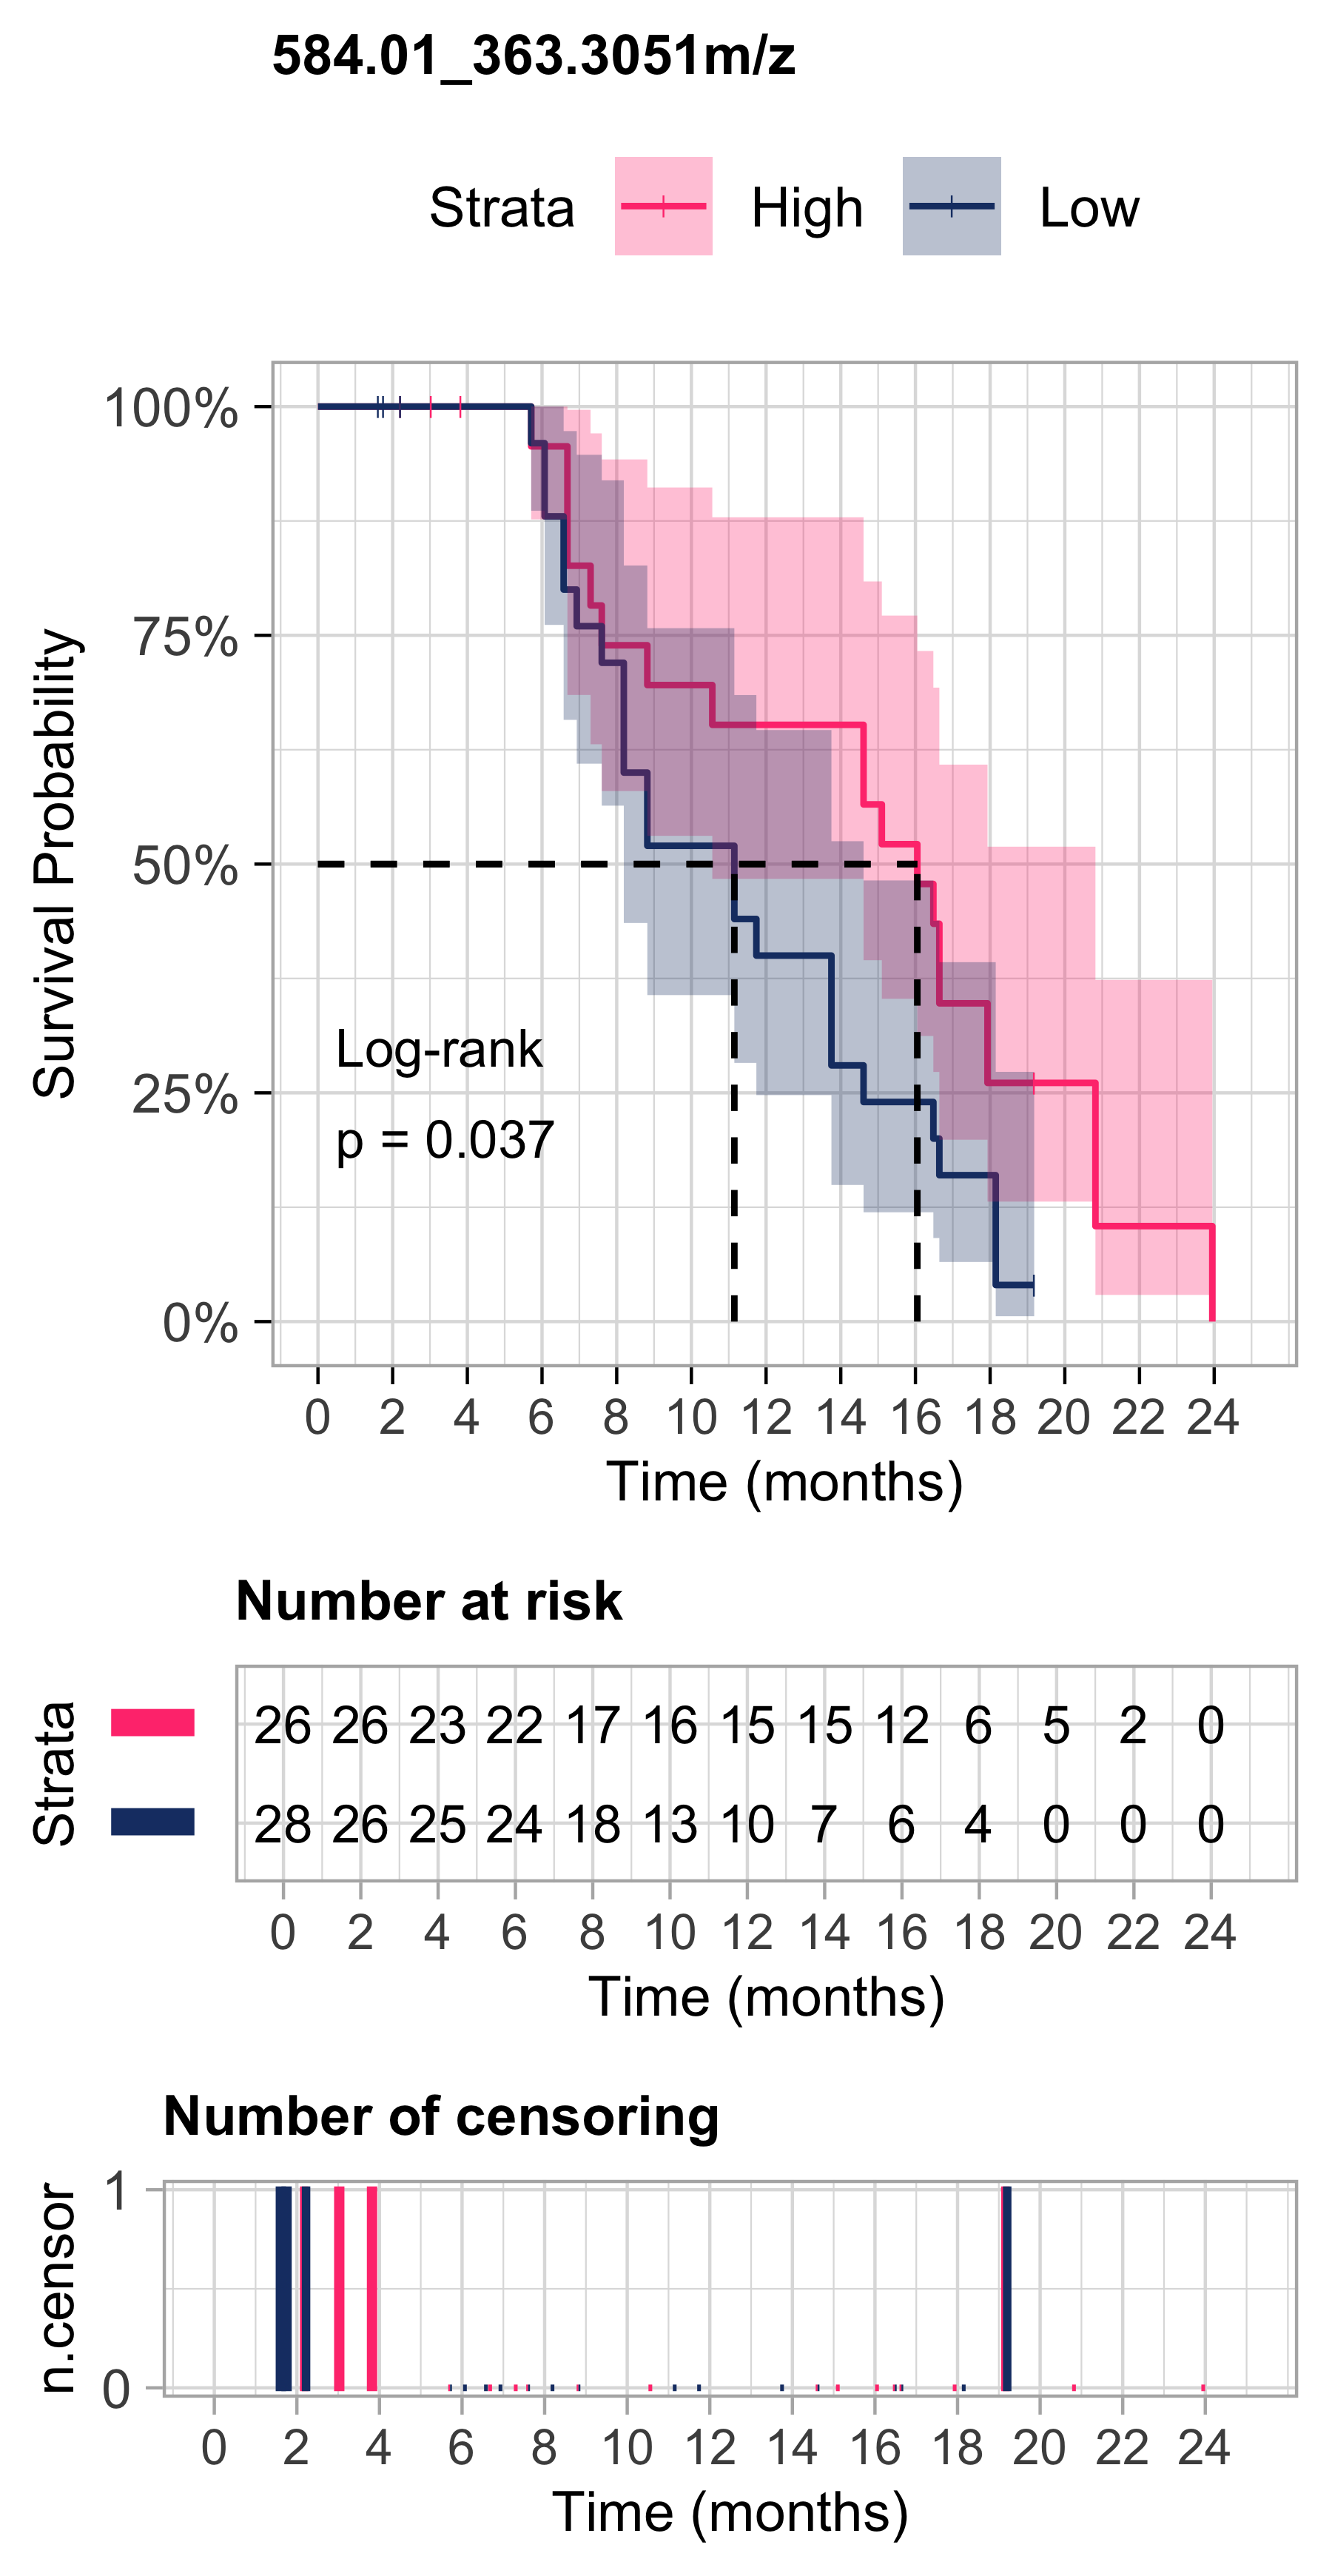 584.01_363.3051m/z
Strata High Low
Survival Probability
100%
75%
50%
25%
0%
Log-rank
p = 0.037
0 2 4 6 8 10 12 14 16 18 20 22 24
Time (months)
Number at risk
Strata
26 26 23 22 17 16 15 15 12 6 5 2 0
28 26 25 24 18 13 10 7 6 4 0 0 0
0 2 4 6 8 10 12 14 16 18 20 22 24
Time (months)
Number of censoring
n.censor
1
0
0 2 4 6 8 10 12 14 16 18 20 22 24
Time (months)